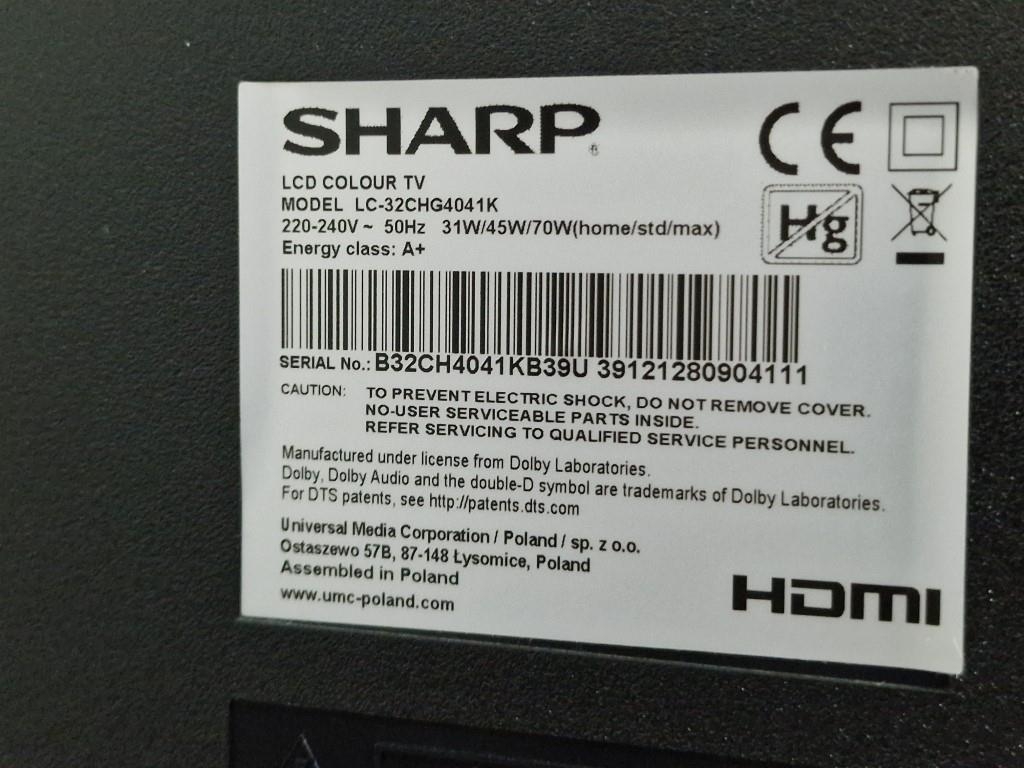 SHARP®
LCD COLOUR TV
MODEL LC-32CHG4041K
220-240V ~ 50Hz 31W/45W/70W(home/std/max)
Energy class: A+
CE
Hg
SERIAL No.: B32CH4041KB39U 39121280904111
CAUTION: TO PREVENT ELECTRIC SHOCK, DO NOT REMOVE COVER.
NO-USER SERVICEABLE PARTS INSIDE.
REFER SERVICING TO QUALIFIED SERVICE PERSONNEL.
Manufactured under license from Dolby Laboratories.
Dolby, Dolby Audio and the double-D symbol are trademarks of Dolby Laboratories.
For DTS patents, see http://patents.dts.com
Universal Media Corporation / Poland / sp. z o.o.
Ostaszewo 57B, 87-148 Łysomice, Poland
Assembled in Poland
www.umc-poland.com
HDMI